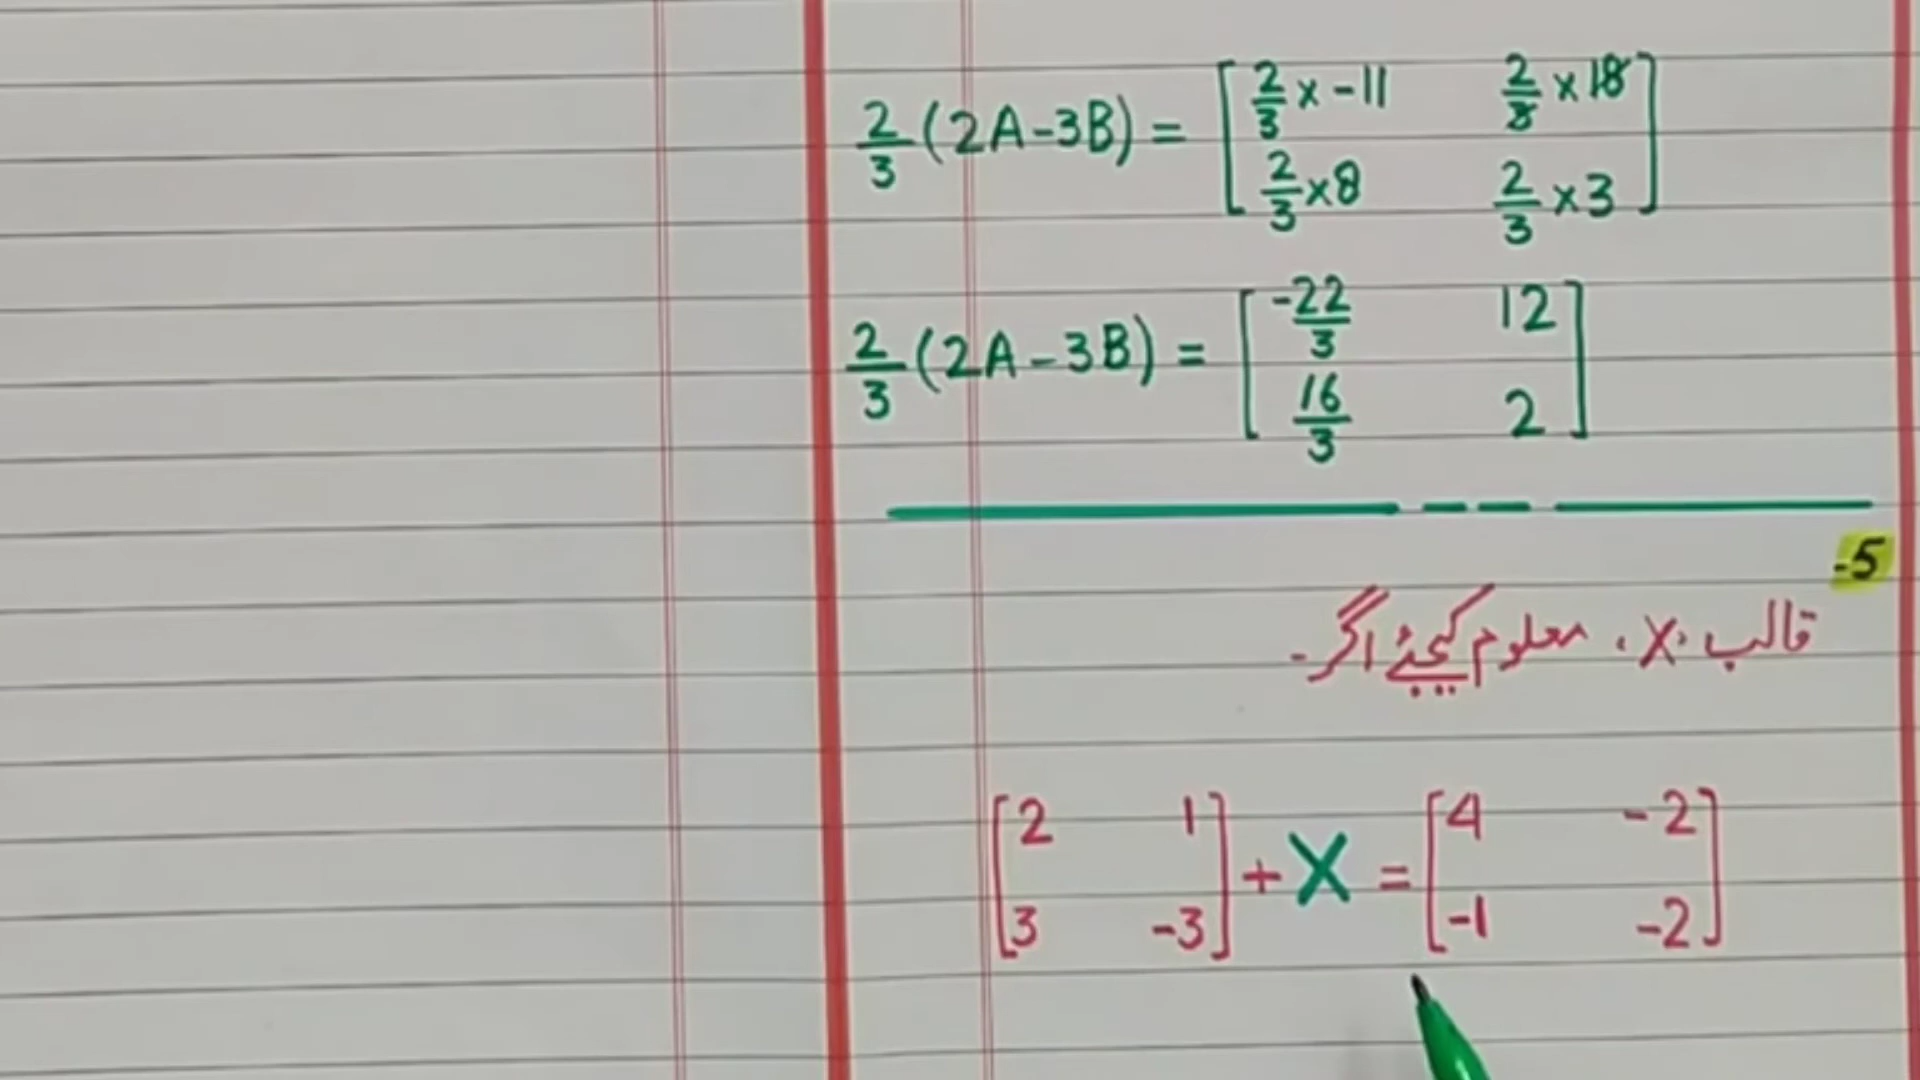 2/3 (2A-3B) = [2/3 x -11 2/3 x 18
2/3 x 8 2/3 x 3]
2/3 (2A-3B) = [-22/3 12
16/3 2]
-5
قالب 'X' معلوم کیجئے اگر-
[2 1
3 -3] + X = [4 -2
-1 -2]